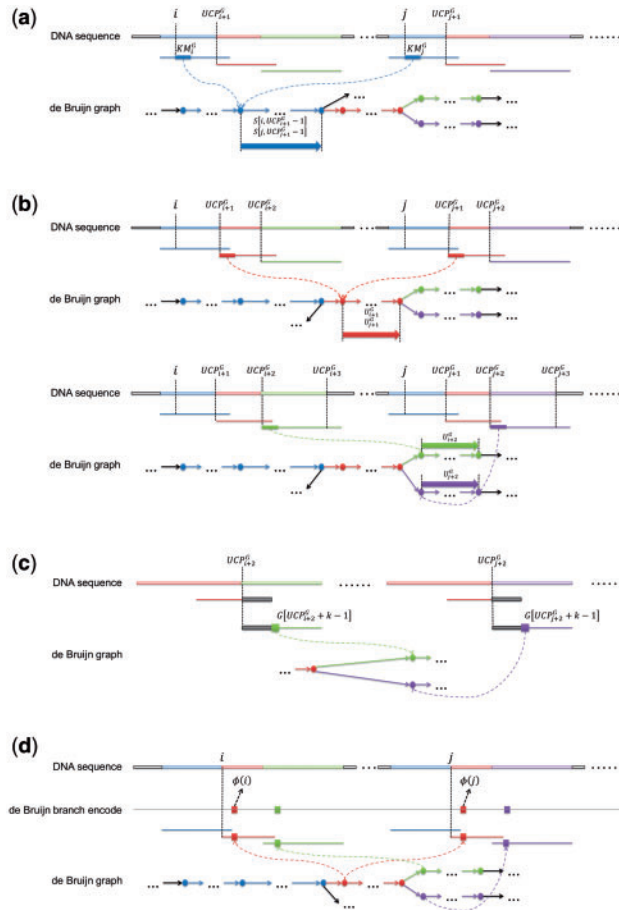 (a)
i UCP^G_{i+1} j UCP^G_{j+1}
DNA sequence
KM^G_i KM^G_j
de Bruijn graph
S[i, UCP^G_{i+1} − 1]
S[j, UCP^G_{j+1} − 1]
(b)
i UCP^G_{i+1} UCP^G_{i+2} j UCP^G_{j+1} UCP^G_{j+2}
DNA sequence
de Bruijn graph
U^G_{i+1}
U^G_{j+1}
i UCP^G_{i+1} UCP^G_{i+2} UCP^G_{i+3} j UCP^G_{j+1} UCP^G_{j+2} UCP^G_{j+3}
DNA sequence
U^G_{i+2}
de Bruijn graph
U^G_{j+2}
(c)
UCP^G_{i+2} UCP^G_{j+2}
DNA sequence
G[UCP^G_{i+2} + k − 1] G[UCP^G_{j+2} + k − 1]
de Bruijn graph
(d)
i j
DNA sequence
ϕ(i) ϕ(j)
de Bruijn branch encode
de Bruijn graph